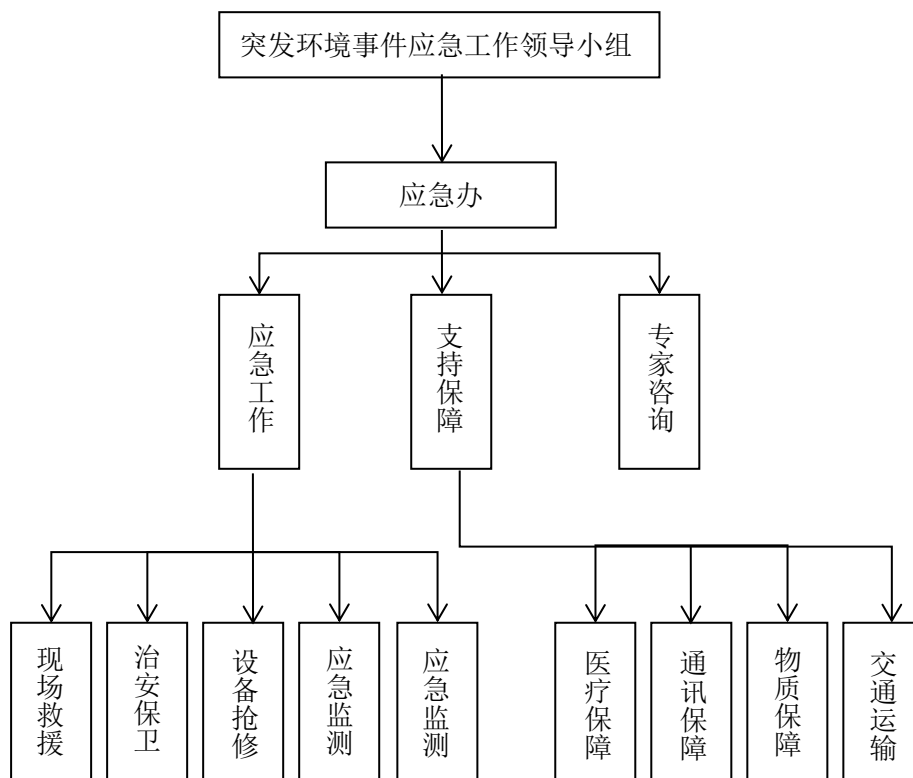 突发环境事件应急工作领导小组
应急办
应急工作
支持保障
专家咨询
现场救援
治安保卫
设备抢修
应急监测
应急监测
医疗保障
通讯保障
物质保障
交通运输